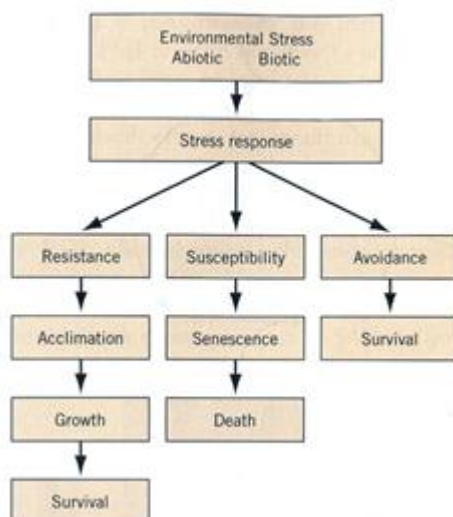 Environmental Stress
Abiotic Biotic
Stress response
Resistance Susceptibility Avoidance
Acclimation Senescence Survival
Growth Death
Survival